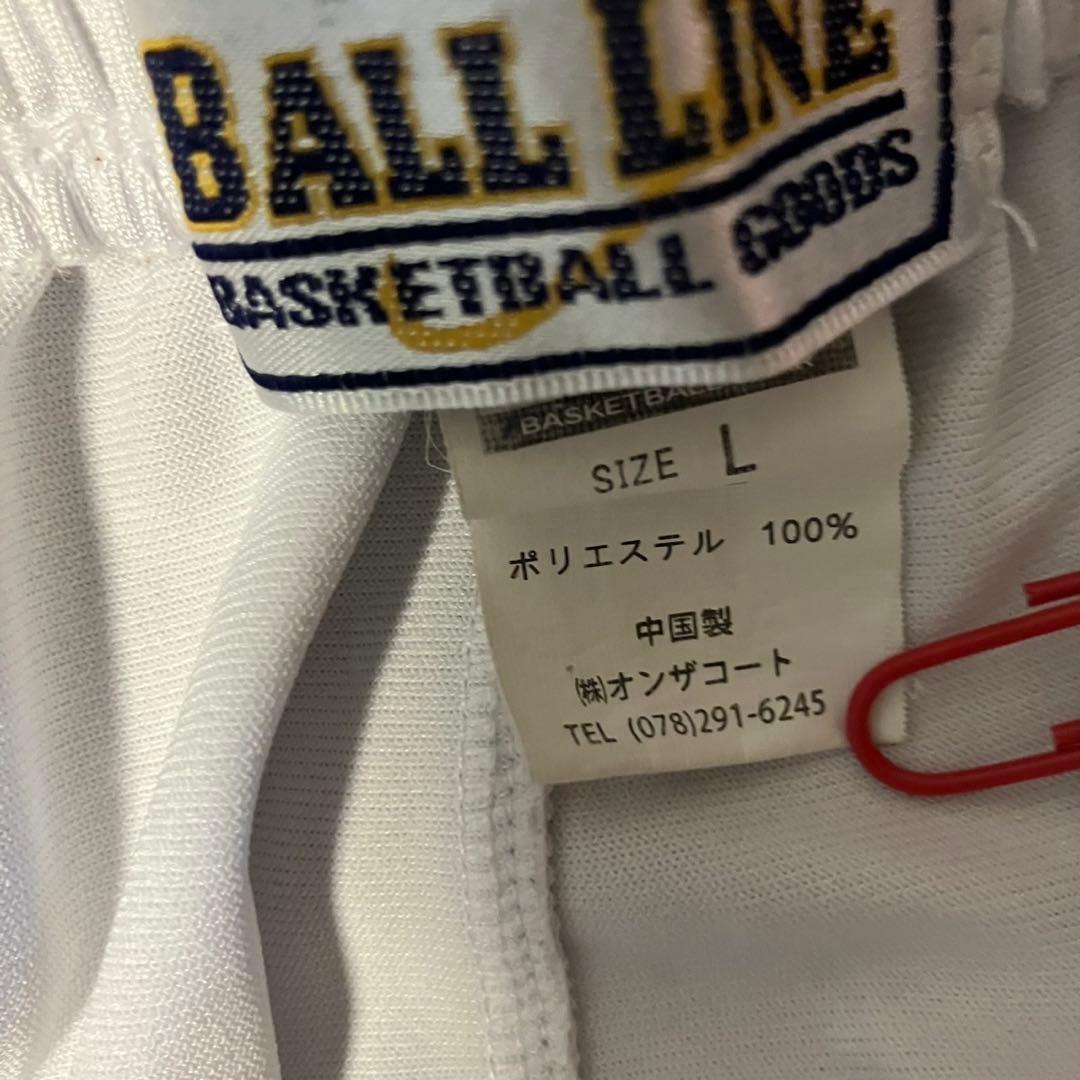 BALL LINE
BASKETBALL GOODS
BASKETBALL
SIZE L
ポリエステル 100%
中国製
㈱オンザコート
TEL (078)291-6245